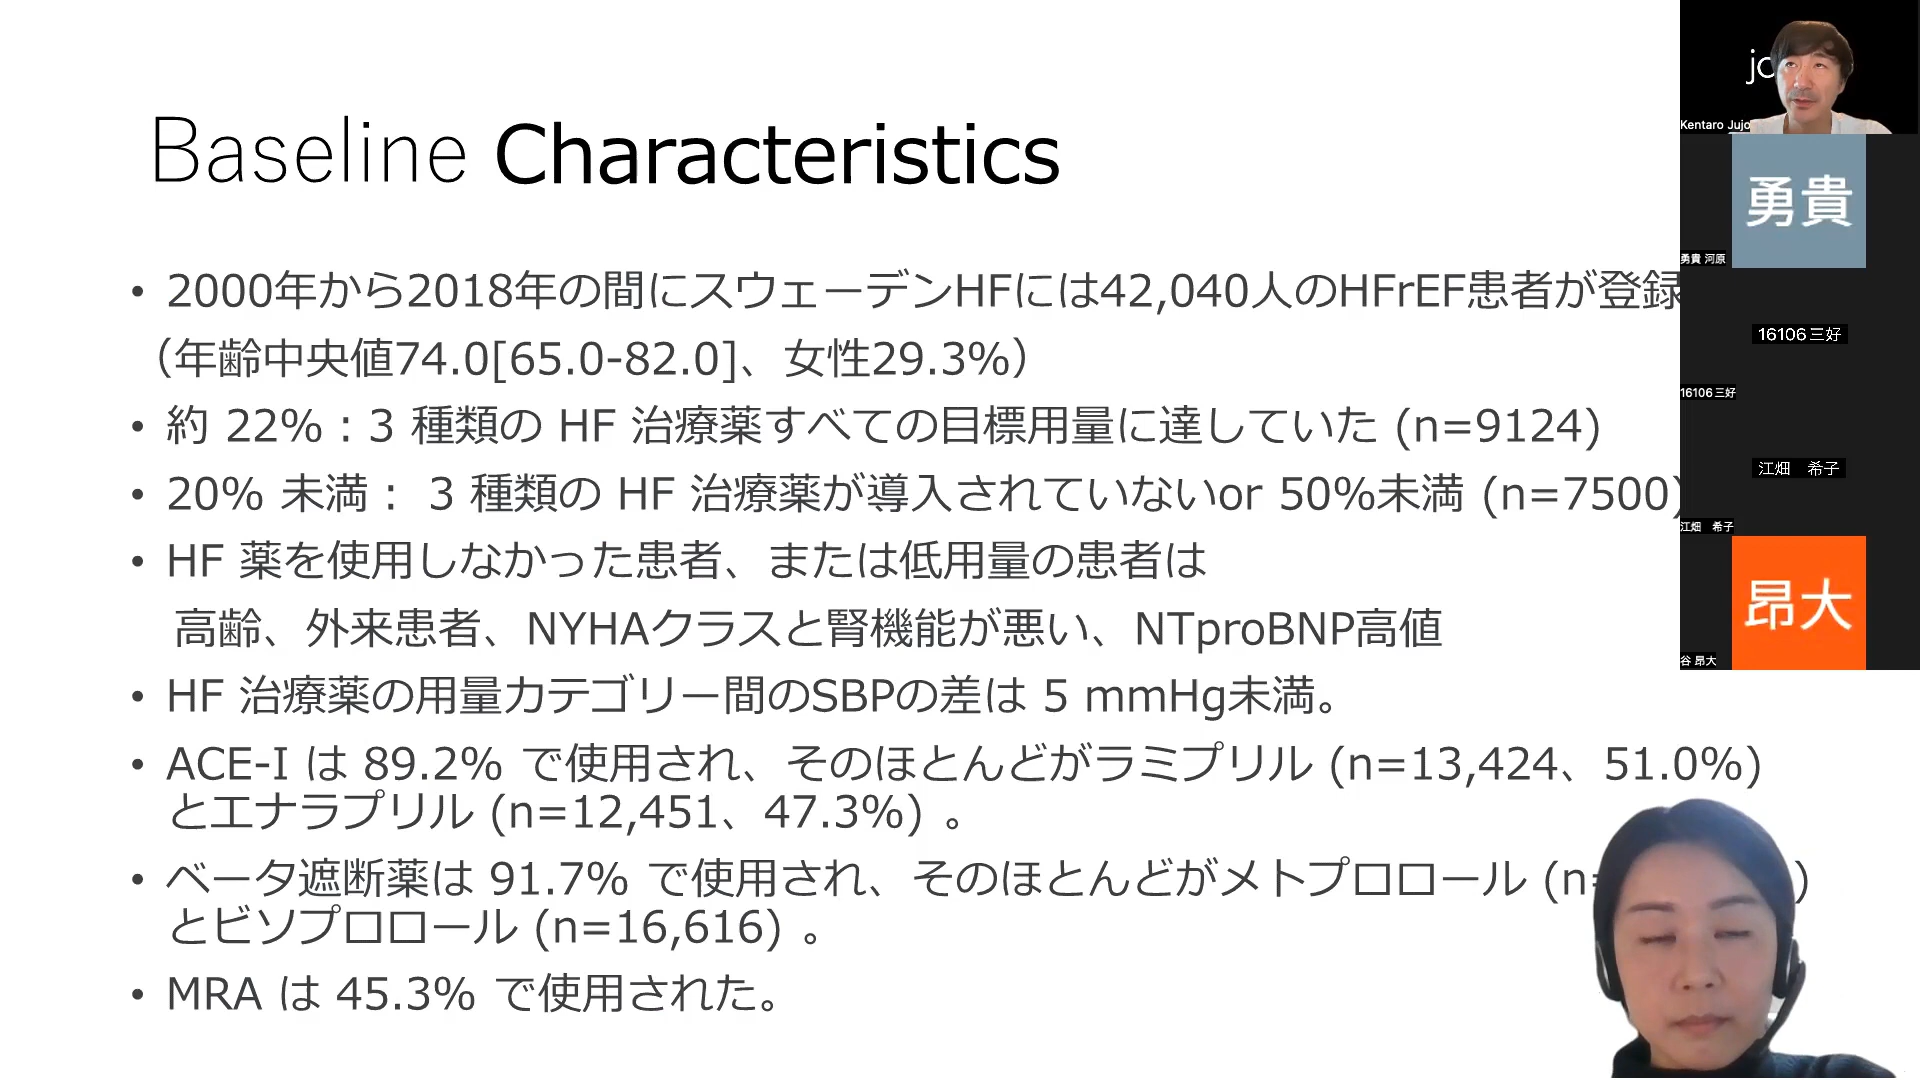 Baseline Characteristics
• 2000年から2018年の間にスウェーデンHFには42,040人のHFrEF患者が登録
（年齢中央値74.0[65.0-82.0]、女性29.3%）
• 約 22%：3 種類の HF 治療薬すべての目標用量に達していた (n=9124)
• 20% 未満： 3 種類の HF 治療薬が導入されていないor 50%未満 (n=7500)
• HF 薬を使用しなかった患者、または低用量の患者は
高齢、外来患者、NYHAクラスと腎機能が悪い、NTproBNP高値
• HF 治療薬の用量カテゴリー間のSBPの差は 5 mmHg未満。
• ACE-I は 89.2% で使用され、そのほとんどがラミプリル (n=13,424、51.0%)
とエナラプリル (n=12,451、47.3%) 。
• ベータ遮断薬は 91.7% で使用され、そのほとんどがメトプロロール (n= )
とビソプロロール (n=16,616) 。
• MRA は 45.3% で使用された。
Kentaro Jujo
勇貴
勇貴 河原
16106 三好
16106 三好
江畑　希子
江畑　希子
昂大
谷 昂大